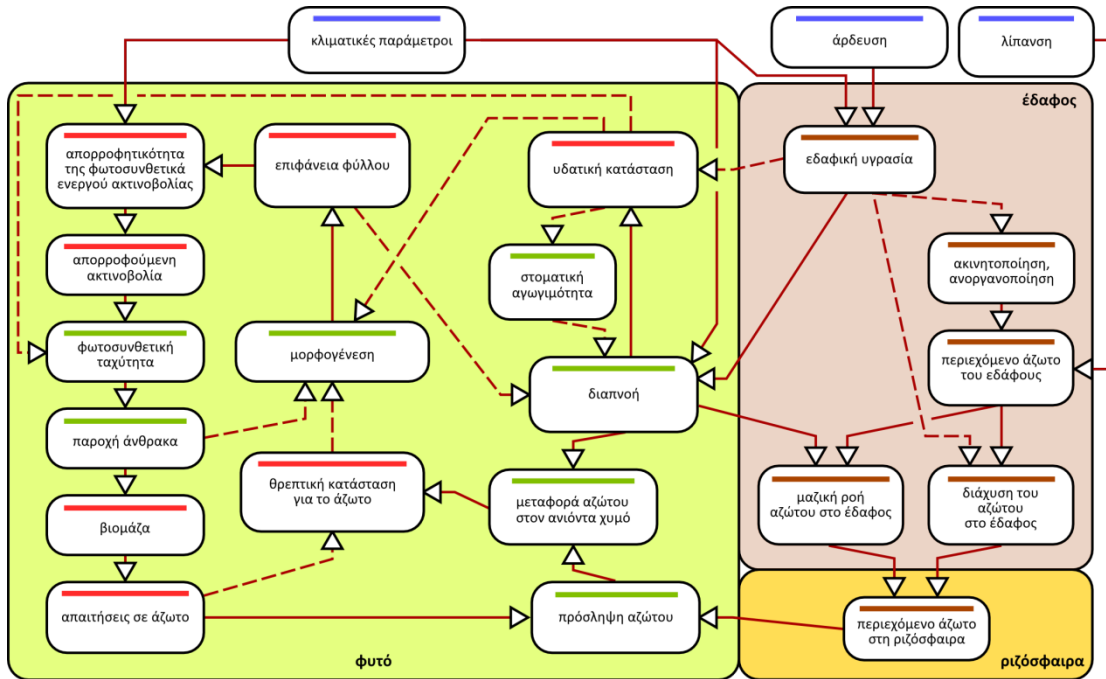 κλιματικές παράμετροι
άρδευση
λίπανση
έδαφος
απορροφητικότητα
της φωτοσυνθετικά
ενεργού ακτινοβολίας
επιφάνεια φύλλου
υδατική κατάσταση
εδαφική υγρασία
απορροφούμενη
ακτινοβολία
στοματική
αγωγιμότητα
ακινητοποίηση,
ανοργανοποίηση
φωτοσυνθετική
ταχύτητα
μορφογένεση
διαπνοή
περιεχόμενο άζωτο
του εδάφους
παροχή άνθρακα
θρεπτική κατάσταση
για το άζωτο
μεταφορά αζώτου
στον ανιόντα χυμό
μαζική ροή
αζώτου στο έδαφος
διάχυση του
αζώτου
στο έδαφος
βιομάζα
απαιτήσεις σε άζωτο
πρόσληψη αζώτου
περιεχόμενο άζωτο
στη ριζόσφαιρα
φυτό
ριζόσφαιρα